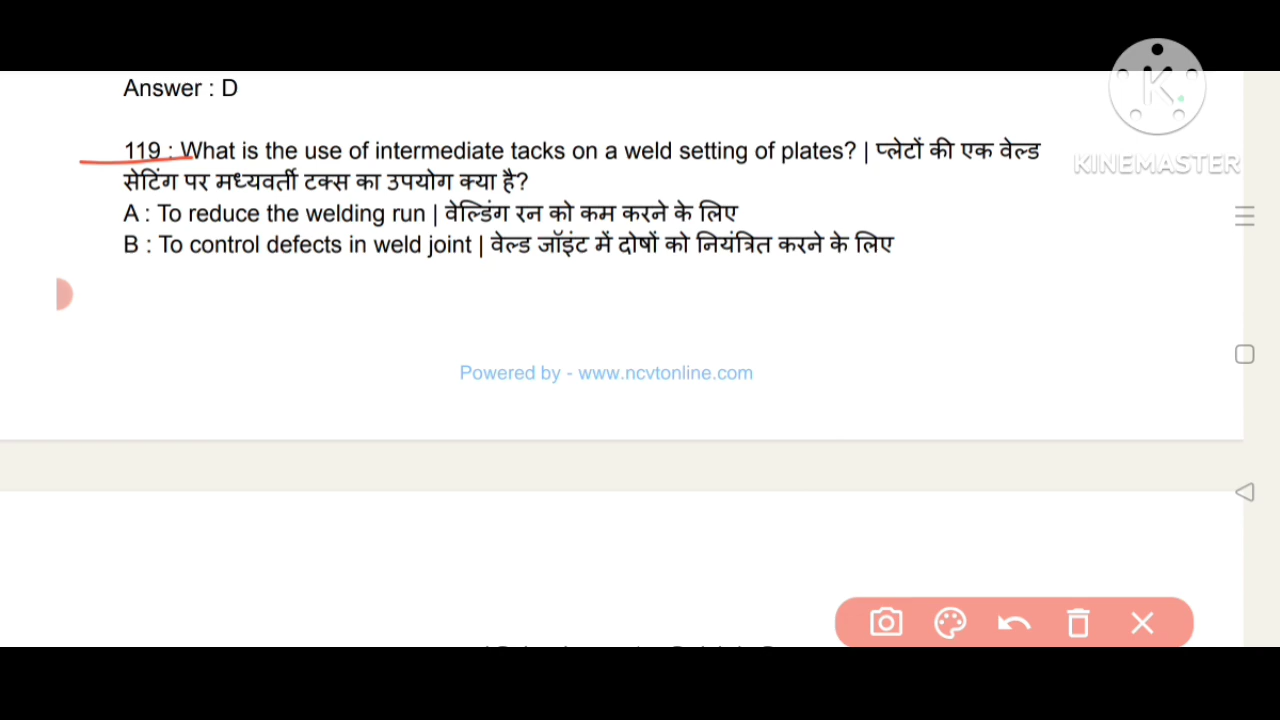 Answer : D
119 : What is the use of intermediate tacks on a weld setting of plates? | प्लेटों की एक वेल्ड
सेटिंग पर मध्यवर्ती टक्स का उपयोग क्या है?
A : To reduce the welding run | वेल्डिंग रन को कम करने के लिए
B : To control defects in weld joint | वेल्ड जॉइंट में दोषों को नियंत्रित करने के लिए
Powered by - www.ncvtonline.com
K
KINEMASTER